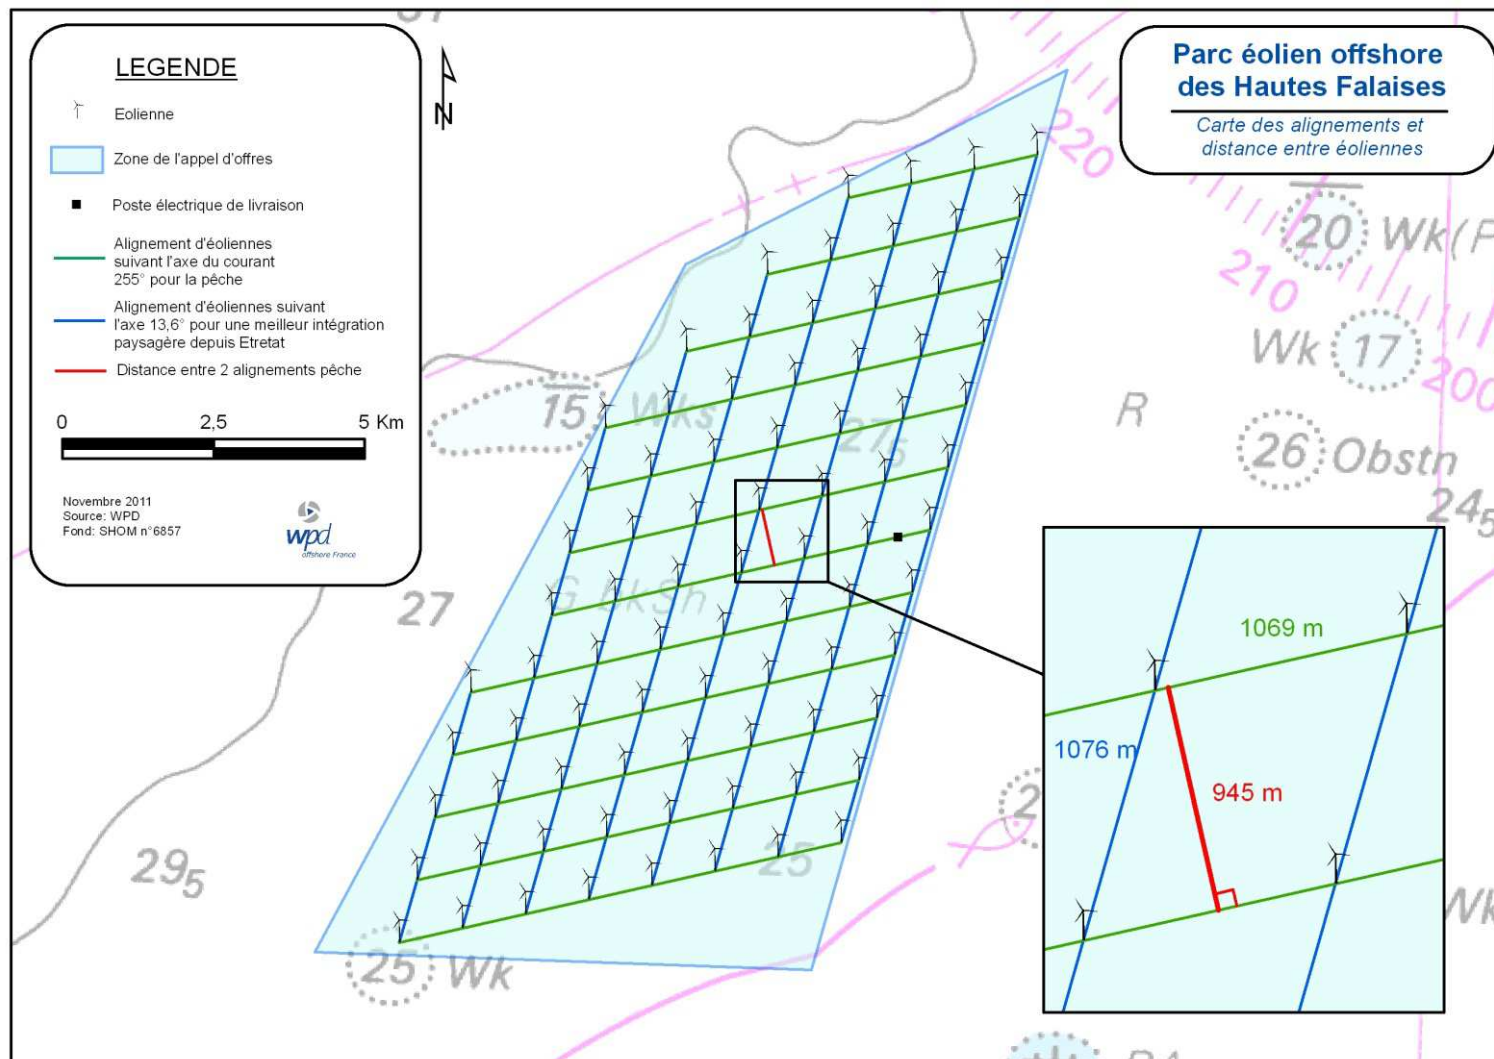 LEGENDE
Eolienne
Zone de l'appel d'offres
Poste électrique de livraison
Alignement d'éoliennes
suivant l'axe du courant
255° pour la pêche
Alignement d'éoliennes suivant
l'axe 13,6° pour une meilleur intégration
paysagère depuis Etretat
Distance entre 2 alignements pêche
0 2,5 5 Km
Novembre 2011
Source: WPD
Fond: SHOM n°6857
wpd
offshore France
N
Parc éolien offshore
des Hautes Falaises
Carte des alignements et
distance entre éoliennes
220
20 Wk(P
210
Wk 17
200
15 Wks
R
27₅
26 Obstn
24₅
27
G bkSh
1069 m
1076 m
945 m
29₅
25
25 Wk
Wk